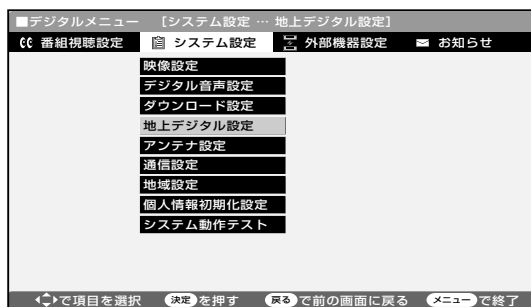 ■デジタルメニュー [システム設定 … 地上デジタル設定]
番組視聴設定 システム設定 外部機器設定 お知らせ
映像設定
デジタル音声設定
ダウンロード設定
地上デジタル設定
アンテナ設定
通信設定
地域設定
個人情報初期化設定
システム動作テスト
で項目を選択 決定 を押す 戻る で前の画面に戻る メニュー で終了